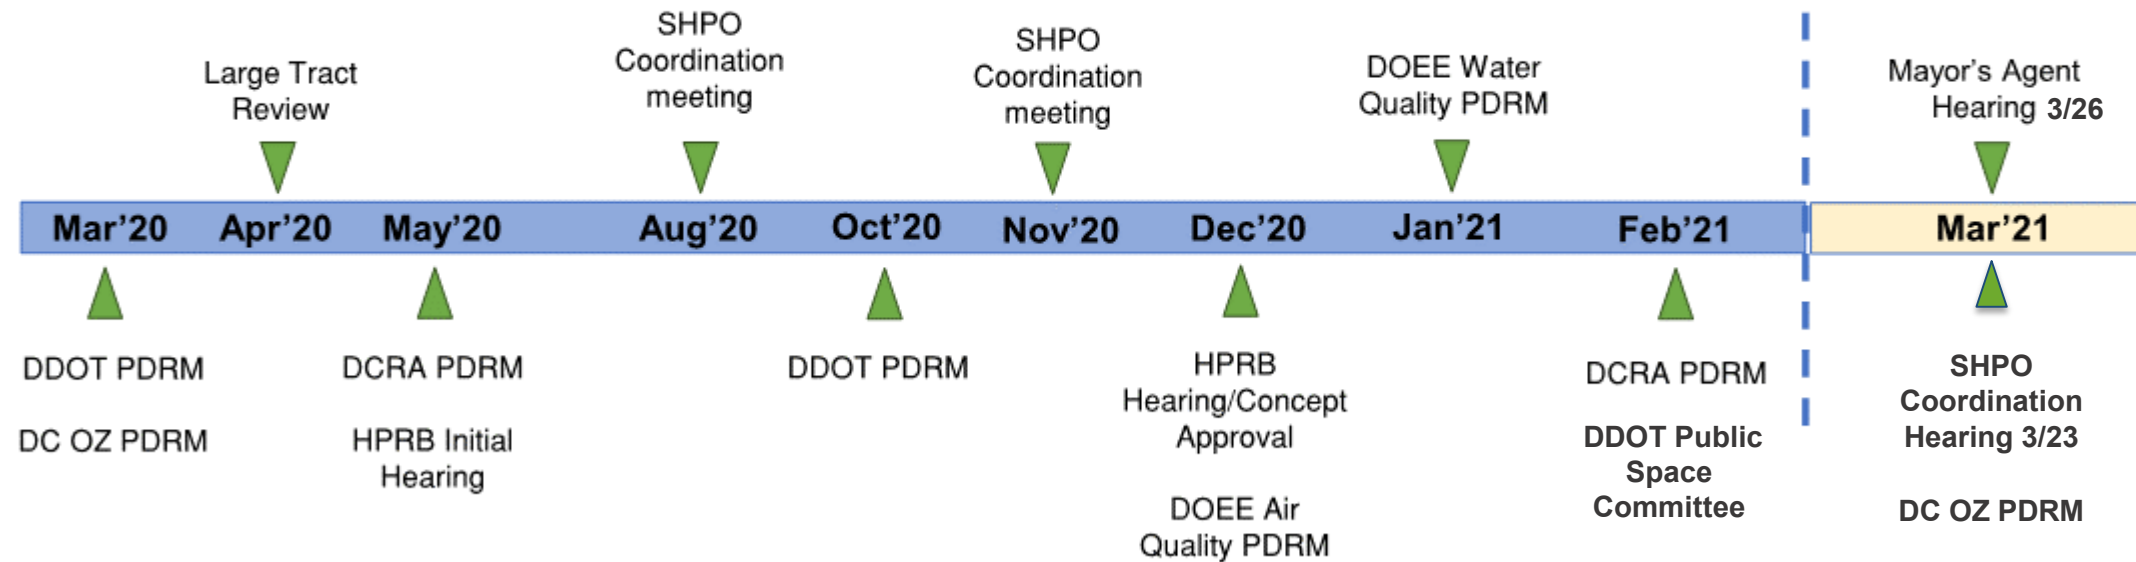 SHPO
Coordination
meeting
SHPO
Coordination
meeting
Large Tract
Review
DOEE Water
Quality PDRM
Mayor's Agent
Hearing 3/26
Mar'20 Apr'20 May'20 Aug'20 Oct'20 Nov'20 Dec'20 Jan'21 Feb'21 Mar'21
DDOT PDRM
DC OZ PDRM
DCRA PDRM
HPRB Initial
Hearing
DDOT PDRM
HPRB
Hearing/Concept
Approval
DOEE Air
Quality PDRM
DCRA PDRM
DDOT Public
Space
Committee
SHPO
Coordination
Hearing 3/23
DC OZ PDRM